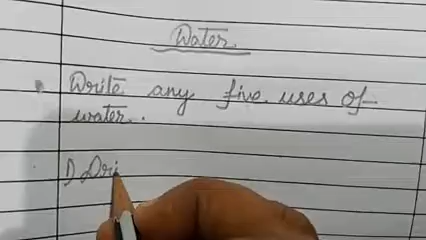 Water
Write any five uses of
water.
1) Dri